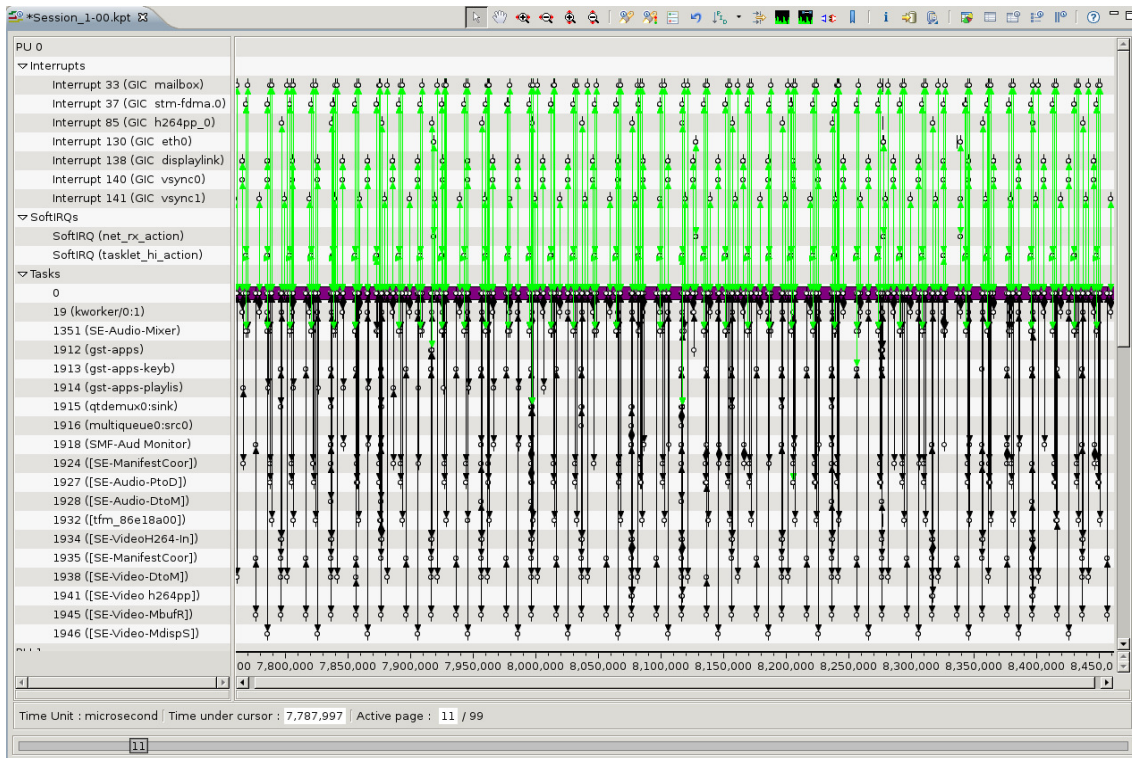 *Session_1-00.kpt
PU 0
Interrupts
Interrupt 33 (GIC mailbox)
Interrupt 37 (GIC stm-fdma.0)
Interrupt 85 (GIC h264pp_0)
Interrupt 130 (GIC eth0)
Interrupt 138 (GIC displaylink)
Interrupt 140 (GIC vsync0)
Interrupt 141 (GIC vsync1)
SoftIRQs
SoftIRQ (net_rx_action)
SoftIRQ (tasklet_hi_action)
Tasks
0
19 (kworker/0:1)
1351 (SE-Audio-Mixer)
1912 (gst-apps)
1913 (gst-apps-keyb)
1914 (gst-apps-playlis)
1915 (qtdemux0:sink)
1916 (multiqueue0:src0)
1918 (SMF-Aud Monitor)
1924 ([SE-ManifestCoor])
1927 ([SE-Audio-PtoD])
1928 ([SE-Audio-DtoM])
1932 ([tfm_86e18a00])
1934 ([SE-VideoH264-In])
1935 ([SE-ManifestCoor])
1938 ([SE-Video-DtoM])
1941 ([SE-Video h264pp])
1945 ([SE-Video-MbufR])
1946 ([SE-Video-MdispS])
00 7,800,000 7,850,000 7,900,000 7,950,000 8,000,000 8,050,000 8,100,000 8,150,000 8,200,000 8,250,000 8,300,000 8,350,000 8,400,000 8,450,0
Time Unit : microsecond Time under cursor : 7,787,997 Active page : 11 / 99
11